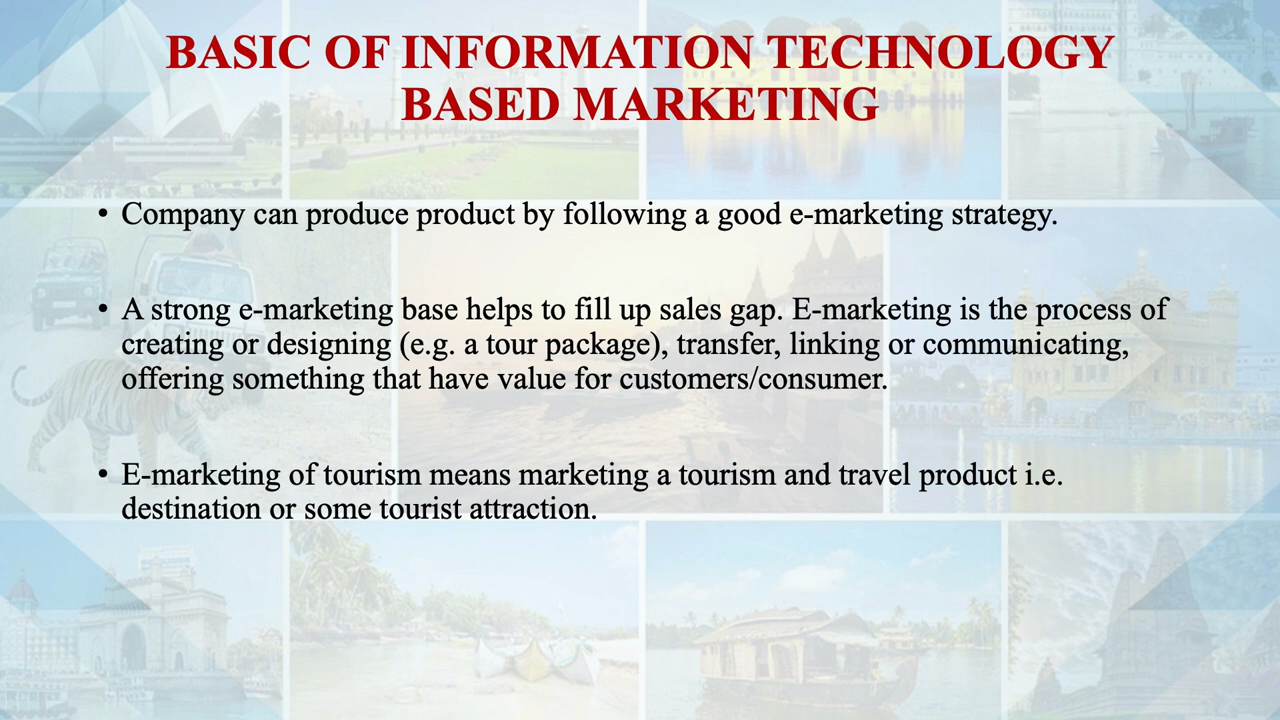 BASIC OF INFORMATION TECHNOLOGY
BASED MARKETING
• Company can produce product by following a good e-marketing strategy.
• A strong e-marketing base helps to fill up sales gap. E-marketing is the process of
creating or designing (e.g. a tour package), transfer, linking or communicating,
offering something that have value for customers/consumer.
• E-marketing of tourism means marketing a tourism and travel product i.e.
destination or some tourist attraction.